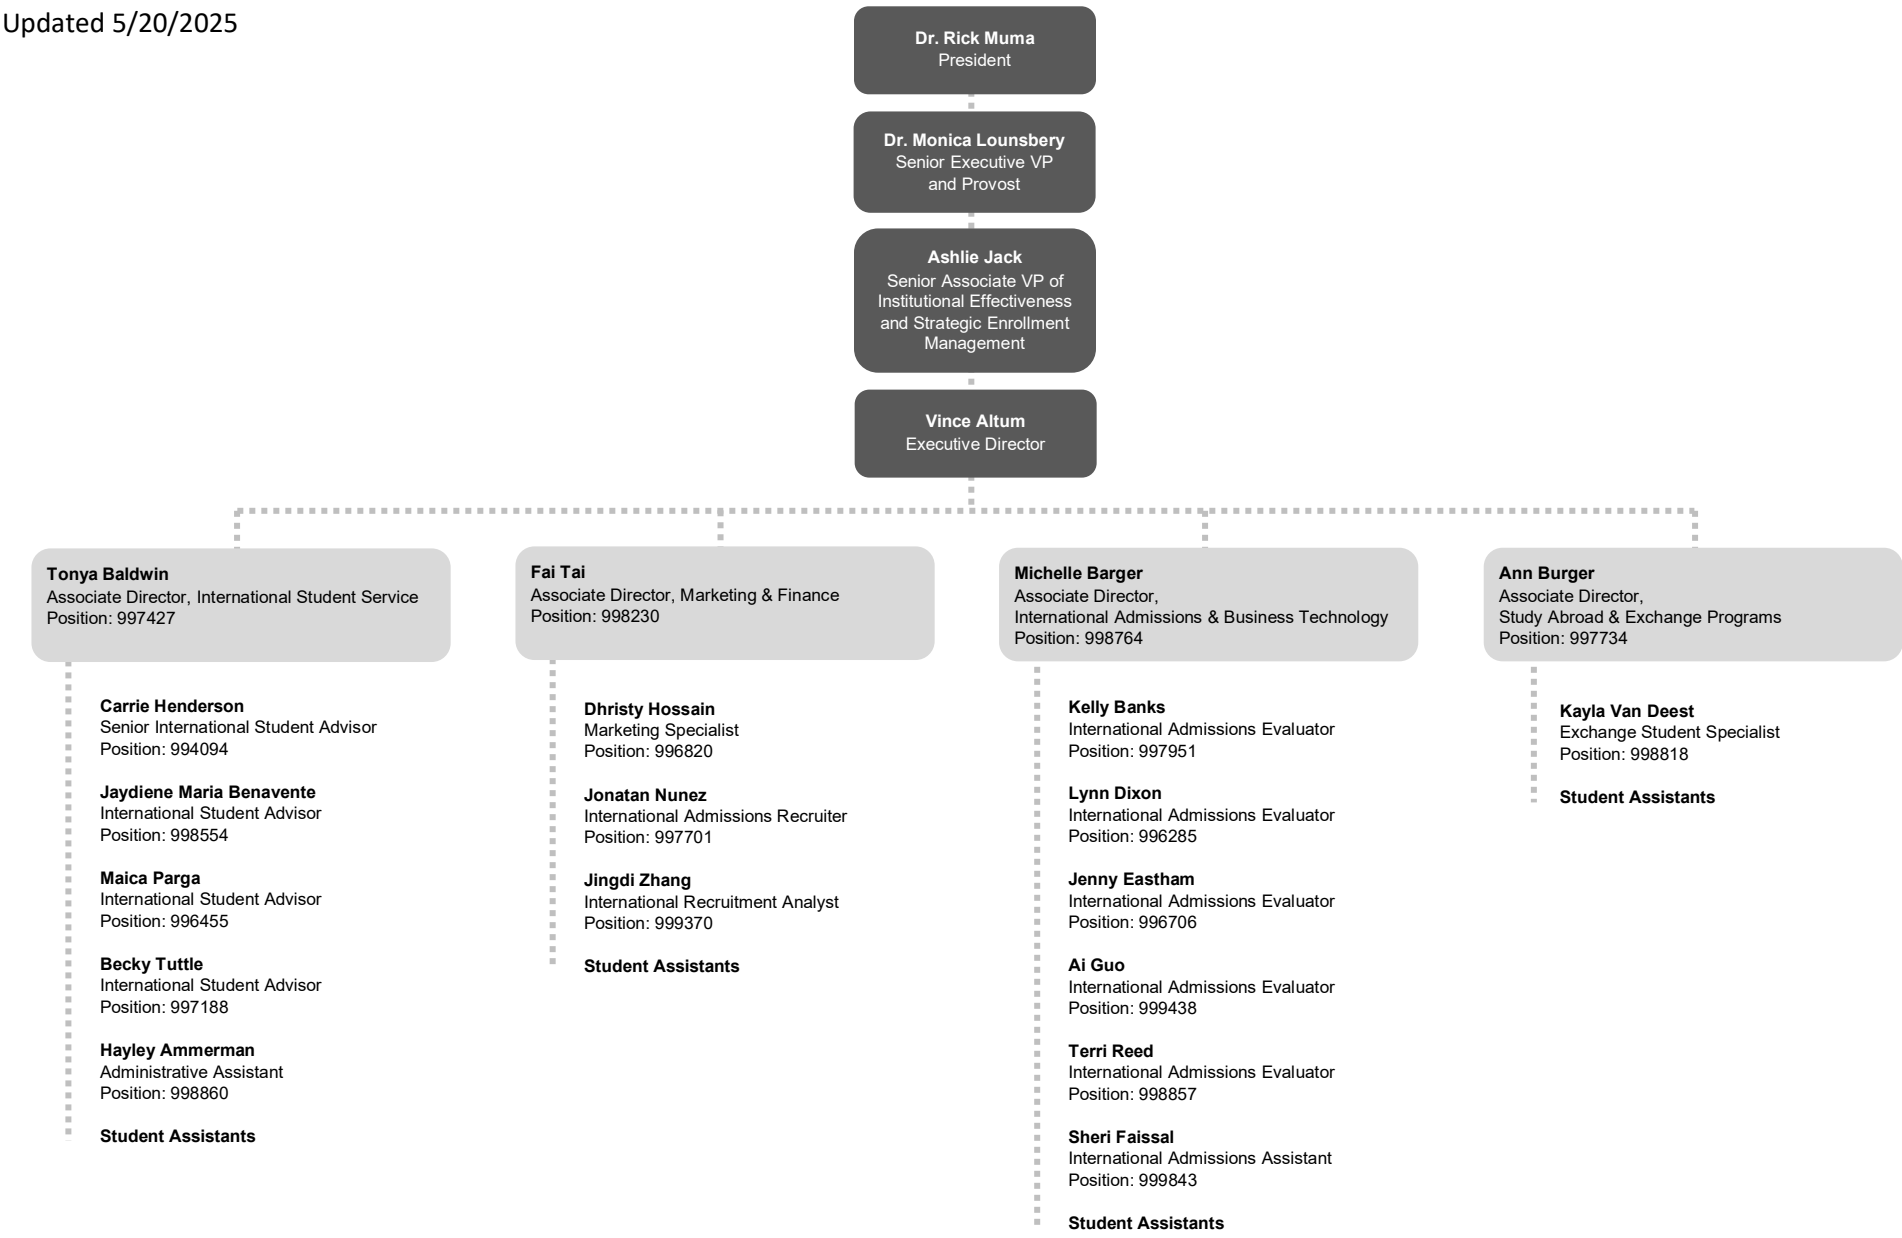 Updated 5/20/2025
Dr. Rick Muma
President
Dr. Monica Lounsbery
Senior Executive VP
and Provost
Ashlie Jack
Senior Associate VP of
Institutional Effectiveness
and Strategic Enrollment
Management
Vince Altum
Executive Director
Tonya Baldwin
Associate Director, International Student Service
Position: 997427
Carrie Henderson
Senior International Student Advisor
Position: 994094
Jaydiene Maria Benavente
International Student Advisor
Position: 998554
Maica Parga
International Student Advisor
Position: 996455
Becky Tuttle
International Student Advisor
Position: 997188
Hayley Ammerman
Administrative Assistant
Position: 998860
Student Assistants
Fai Tai
Associate Director, Marketing & Finance
Position: 998230
Dhristy Hossain
Marketing Specialist
Position: 996820
Jonatan Nunez
International Admissions Recruiter
Position: 997701
Jingdi Zhang
International Recruitment Analyst
Position: 999370
Student Assistants
Michelle Barger
Associate Director,
International Admissions & Business Technology
Position: 998764
Kelly Banks
International Admissions Evaluator
Position: 997951
Lynn Dixon
International Admissions Evaluator
Position: 996285
Jenny Eastham
International Admissions Evaluator
Position: 996706
Ai Guo
International Admissions Evaluator
Position: 999438
Terri Reed
International Admissions Evaluator
Position: 998857
Sheri Faissal
International Admissions Assistant
Position: 999843
Student Assistants
Ann Burger
Associate Director,
Study Abroad & Exchange Programs
Position: 997734
Kayla Van Deest
Exchange Student Specialist
Position: 998818
Student Assistants